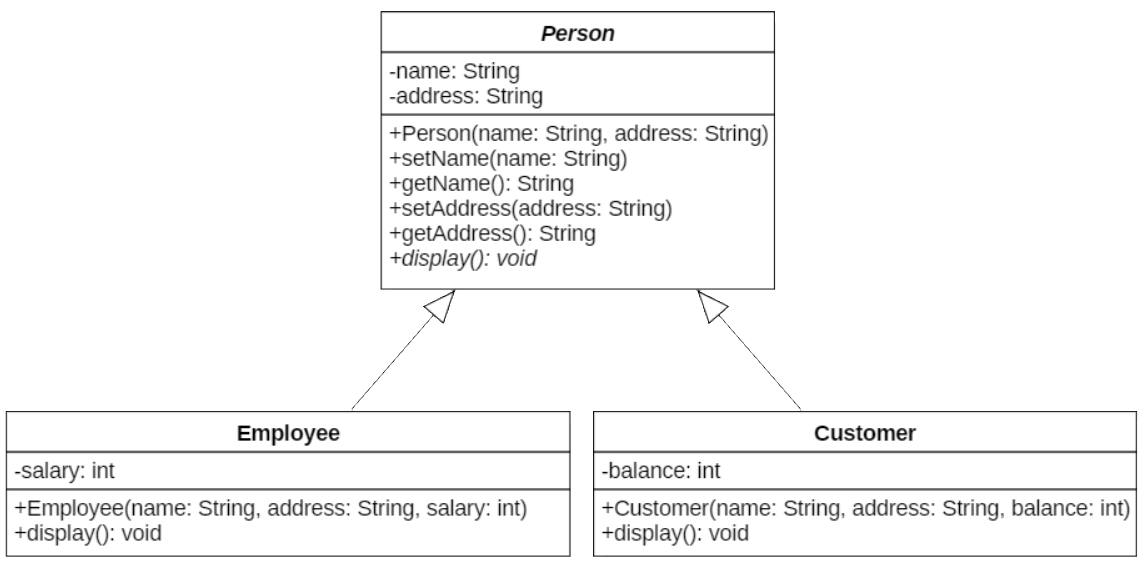 Person
-name: String
-address: String
+Person(name: String, address: String)
+setName(name: String)
+getName(): String
+setAddress(address: String)
+getAddress(): String
+display(): void
Employee
-salary: int
+Employee(name: String, address: String, salary: int)
+display(): void
Customer
-balance: int
+Customer(name: String, address: String, balance: int)
+display(): void